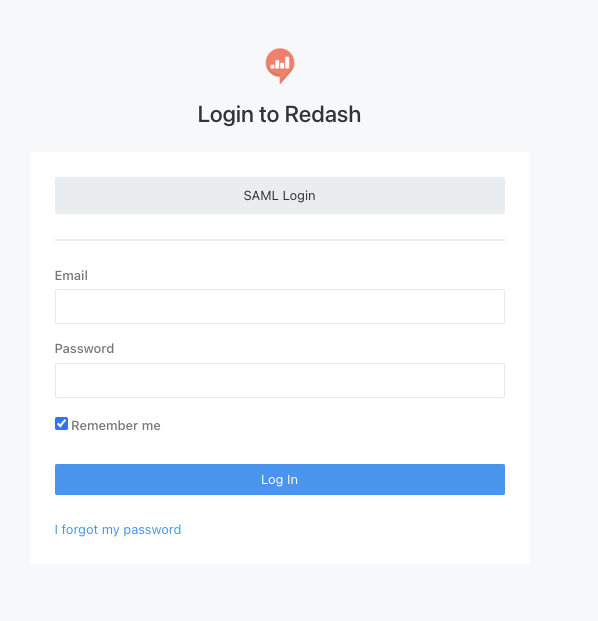 Login to Redash
SAML Login
Email
Password
Remember me
Log In
I forgot my password